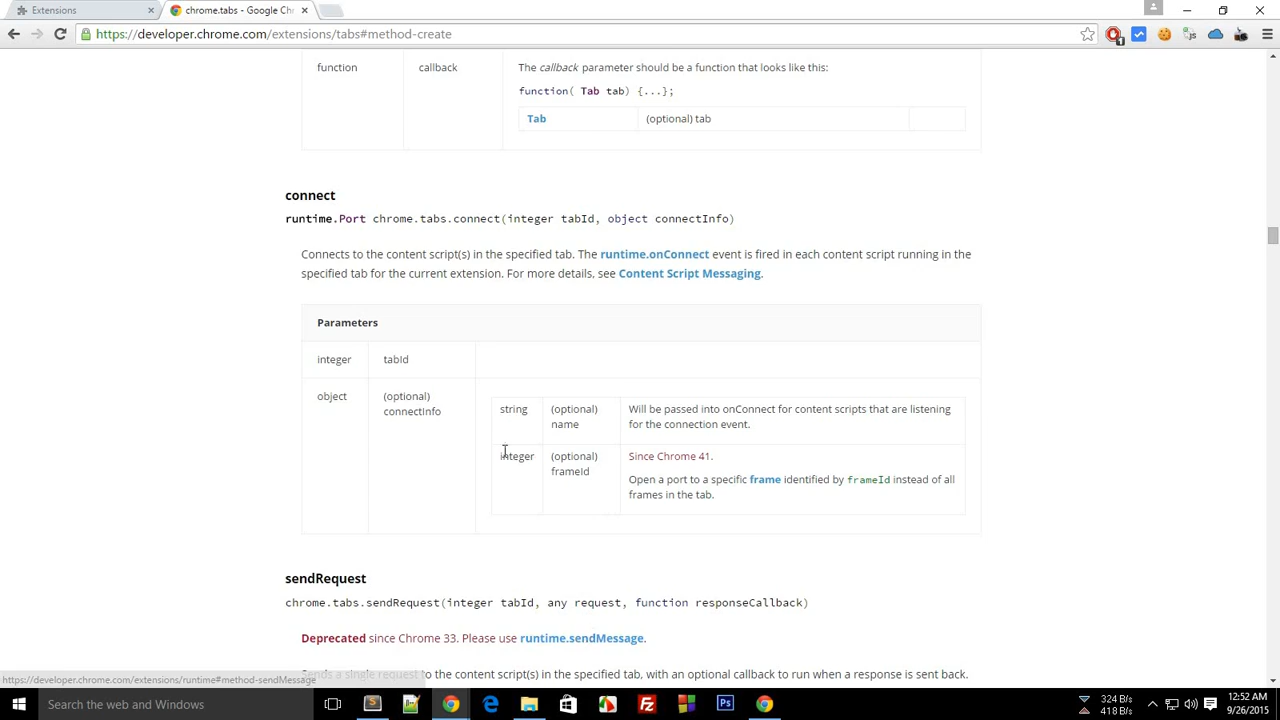 Extensions
chrome.tabs - Google Chr
https://developer.chrome.com/extensions/tabs#method-create
1
function
callback
The callback parameter should be a function that looks like this:
function( Tab tab) {...};
Tab
(optional) tab
connect
runtime.Port chrome.tabs.connect(integer tabId, object connectInfo)
Connects to the content script(s) in the specified tab. The runtime.onConnect event is fired in each content script running in the
specified tab for the current extension. For more details, see Content Script Messaging.
Parameters
integer
tabId
object
(optional)
connectInfo
string
(optional)
name
Will be passed into onConnect for content scripts that are listening
for the connection event.
integer
(optional)
frameId
Since Chrome 41.
Open a port to a specific frame identified by frameId instead of all
frames in the tab.
sendRequest
chrome.tabs.sendRequest(integer tabId, any request, function responseCallback)
Deprecated since Chrome 33. Please use runtime.sendMessage.
Sends a single request to the content script(s) in the specified tab, with an optional callback to run when a response is sent back.
https://developer.chrome.com/extensions/runtime#method-sendMessage
Search the web and Windows
Ps
324 B/s
418 B/s
12:52 AM
9/26/2015